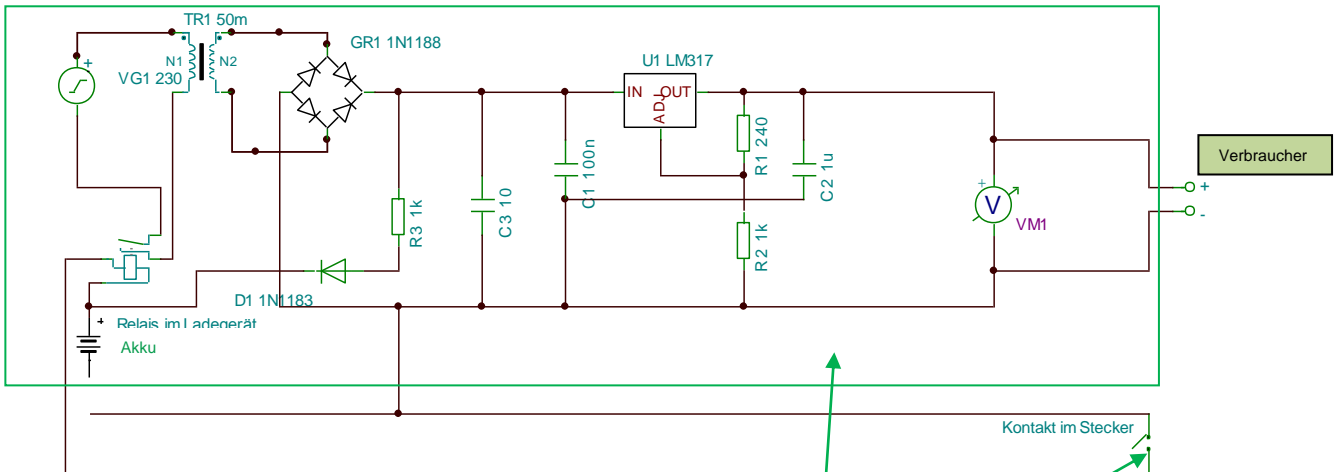 TR1 50m
GR1 1N1188
N1
N2
VG1 230
+
U1 LM317
IN
OUT
ADJ
R1 240
C2 1u
C1 100n
C3 10
R3 1k
R2 1k
+
V
VM1
+
-
Verbraucher
D1 1N1183
+
Relais im Ladegerät
Akku
Kontakt im Stecker